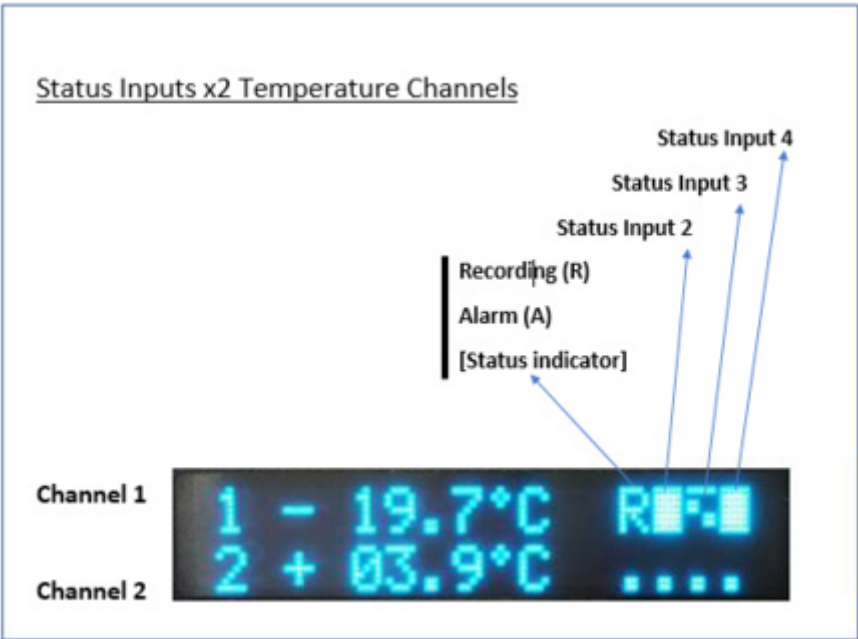 Status Inputs x2 Temperature Channels
Status Input 4
Status Input 3
Status Input 2
Recording (R)
Alarm (A)
[Status indicator]
Channel 1
1 - 19.7°C R
Channel 2
2 + 03.9°C ....